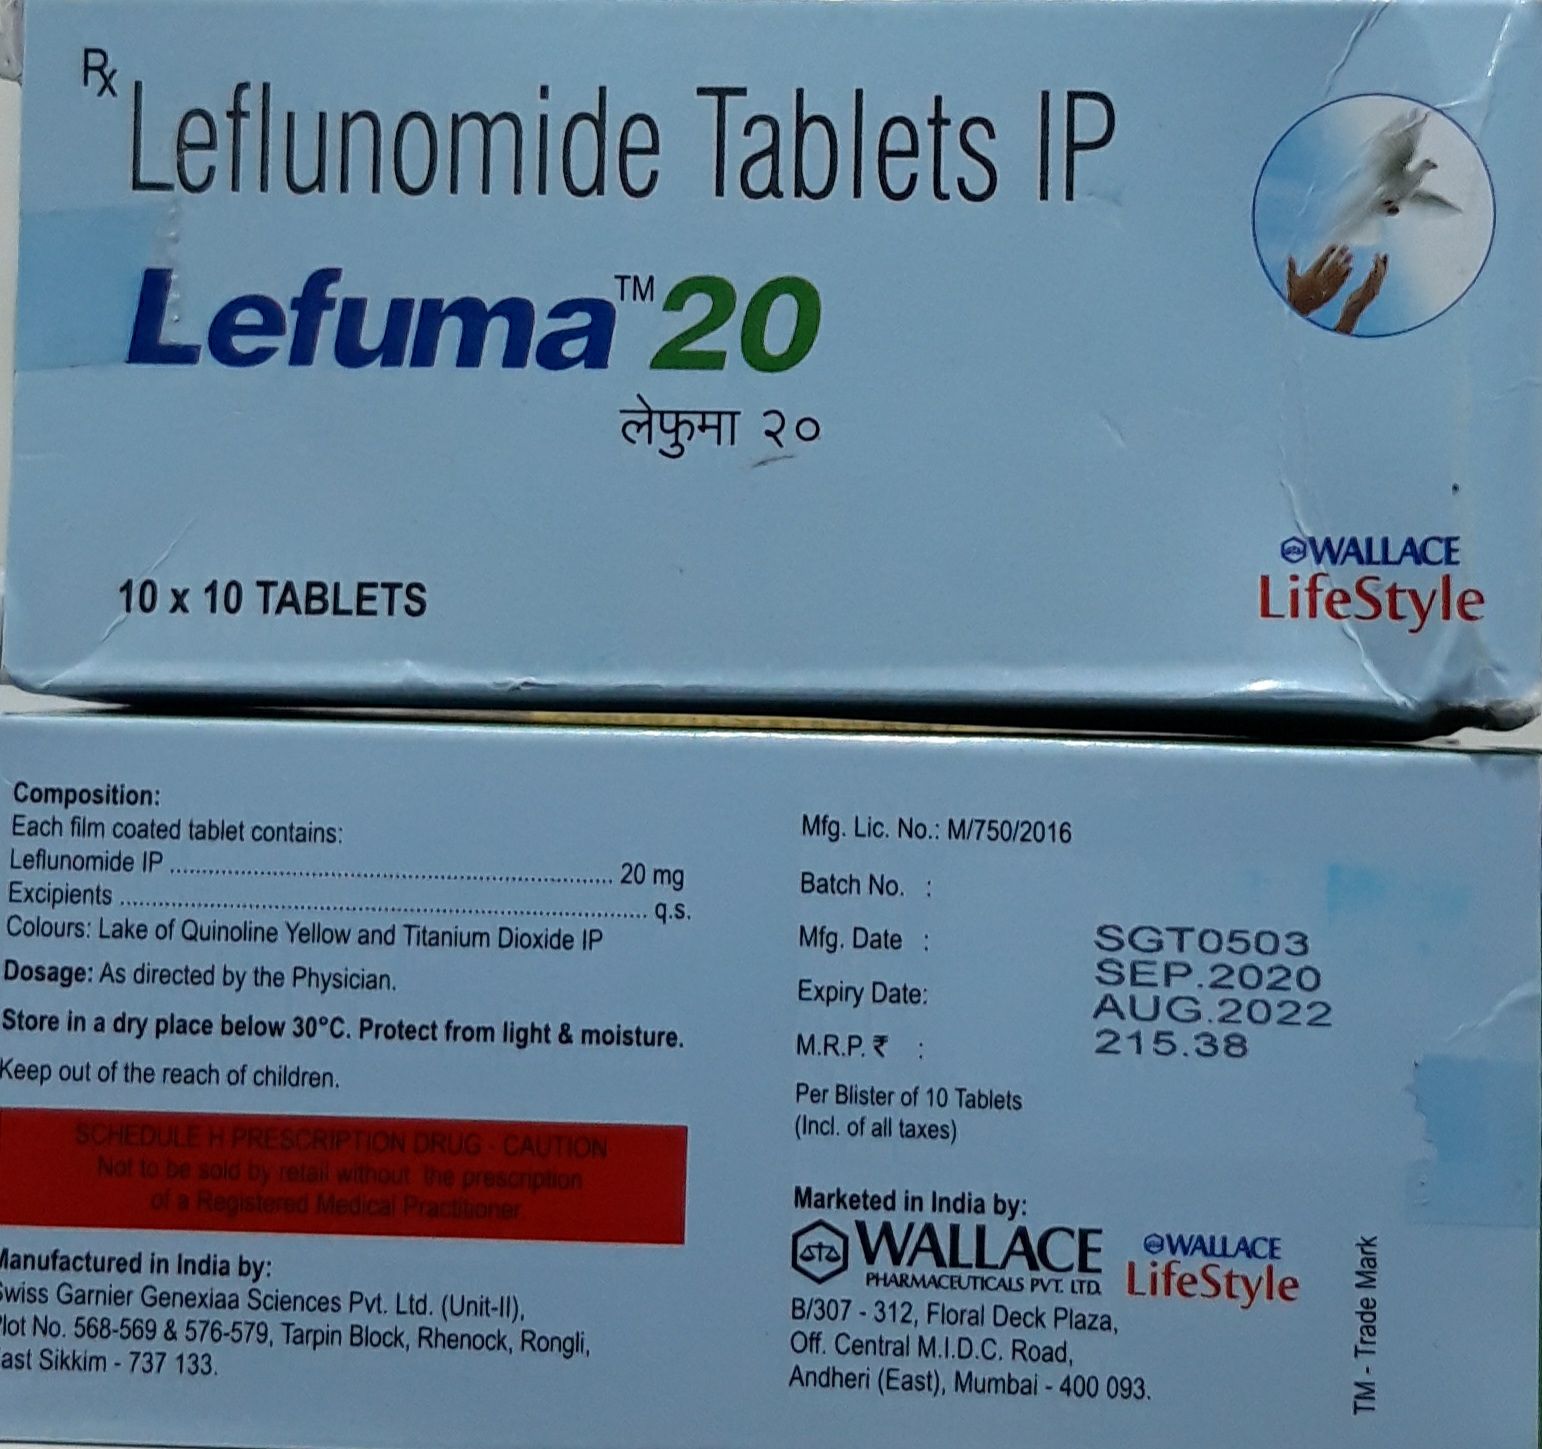 Rx Leflunomide Tablets IP
Lefuma™ 20
लेफुमा २०
10 x 10 TABLETS
WALLACE
LifeStyle
Composition:
Each film coated tablet contains:
Leflunomide IP ........................................ 20 mg
Excipients ........................................ q.s.
Colours: Lake of Quinoline Yellow and Titanium Dioxide IP
Dosage: As directed by the Physician.
Store in a dry place below 30°C. Protect from light & moisture.
Keep out of the reach of children.
SCHEDULE H PRESCRIPTION DRUG - CAUTION
Not to be sold by retail without the prescription
of a Registered Medical Practitioner.
Manufactured in India by:
Swiss Garnier Genexiaa Sciences Pvt. Ltd. (Unit-II),
Plot No. 568-569 & 576-579, Tarpin Block, Rhenock, Rongli,
East Sikkim - 737 133.
Mfg. Lic. No.: M/750/2016
Batch No. :
Mfg. Date :
Expiry Date:
M.R.P. ₹ :
SGT0503
SEP.2020
AUG.2022
215.38
Per Blister of 10 Tablets
(Incl. of all taxes)
Marketed in India by:
WALLACE
PHARMACEUTICALS PVT. LTD.
WALLACE
LifeStyle
B/307 - 312, Floral Deck Plaza,
Off. Central M.I.D.C. Road,
Andheri (East), Mumbai - 400 093.
TM - Trade Mark